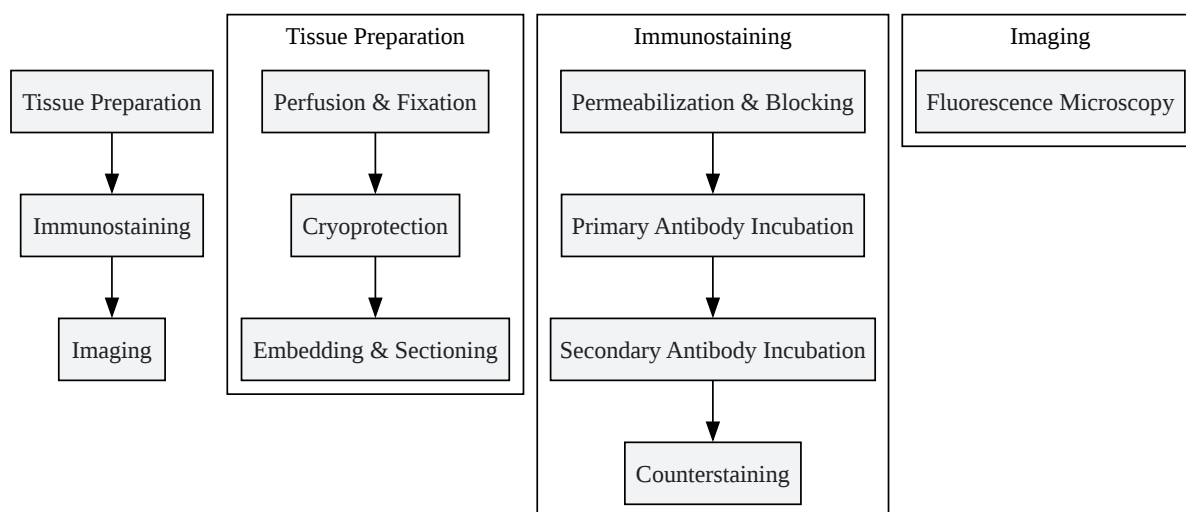 Tissue Preparation
Immunostaining
Imaging
Tissue Preparation
Perfusion & Fixation
Cryoprotection
Embedding & Sectioning
Immunostaining
Permeabilization & Blocking
Primary Antibody Incubation
Secondary Antibody Incubation
Counterstaining
Imaging
Fluorescence Microscopy